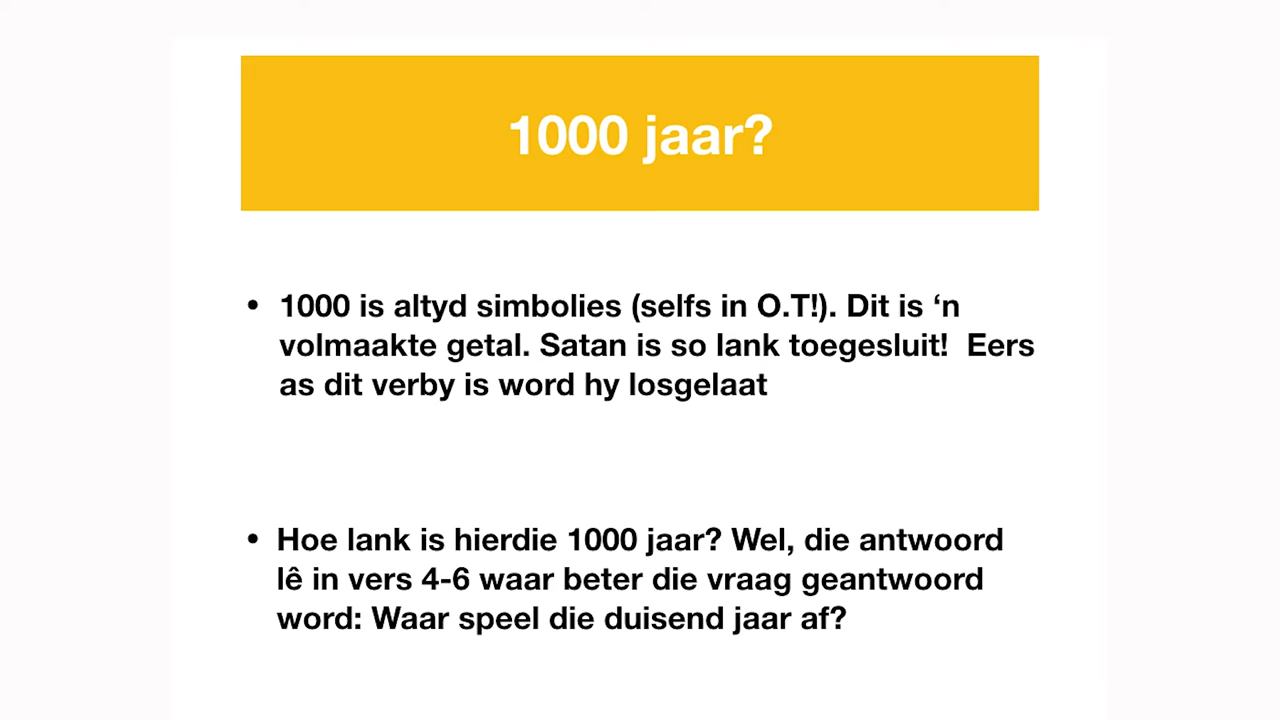 1000 jaar?
• 1000 is altyd simbolies (selfs in O.T!). Dit is ‘n
volmaakte getal. Satan is so lank toegesluit!  Eers
as dit verby is word hy losgelaat
• Hoe lank is hierdie 1000 jaar? Wel, die antwoord
lê in vers 4-6 waar beter die vraag geantwoord
word: Waar speel die duisend jaar af?